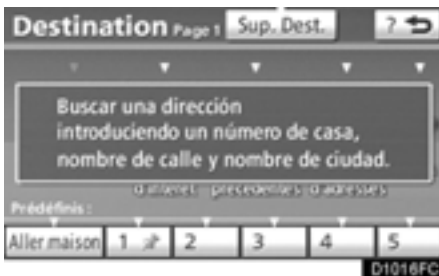 Destination Page 1 Sup. Dest. ?
Buscar una dirección
introduciendo un número de casa,
nombre de calle y nombre de ciudad.
d'intérêt précédentes d'adresses
Prédéfinis :
Aller maison 1 2 3 4 5
D1016FC